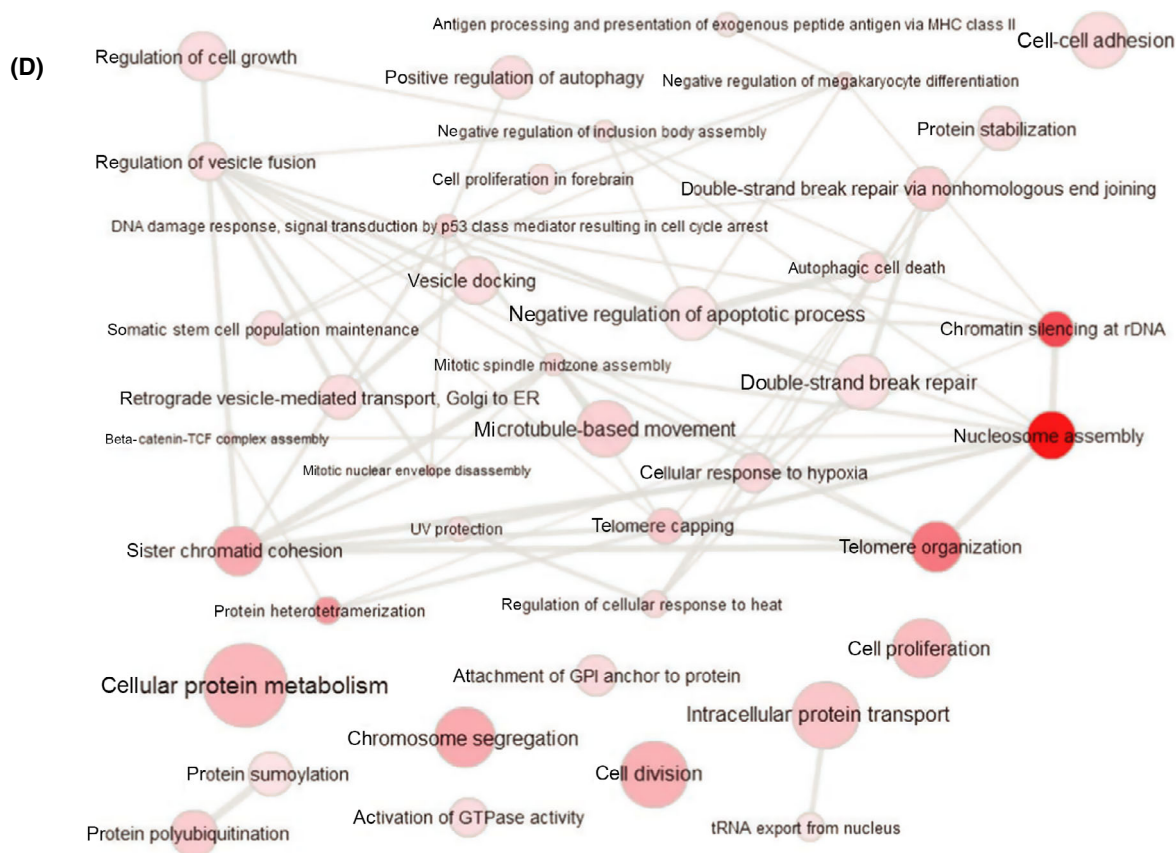 Antigen processing and presentation of exogenous peptide antigen via MHC class II
Cell-cell adhesion
Regulation of cell growth
(D)
Positive regulation of autophagy
Negative regulation of megakaryocyte differentiation
Negative regulation of inclusion body assembly
Protein stabilization
Regulation of vesicle fusion
Cell proliferation in forebrain
Double-strand break repair via nonhomologous end joining
DNA damage response, signal transduction by p53 class mediator resulting in cell cycle arrest
Autophagic cell death
Vesicle docking
Negative regulation of apoptotic process
Somatic stem cell population maintenance
Chromatin silencing at rDNA
Mitotic spindle midzone assembly
Double-strand break repair
Retrograde vesicle-mediated transport, Golgi to ER
Microtubule-based movement
Beta-catenin-TCF complex assembly
Nucleosome assembly
Mitotic nuclear envelope disassembly
Cellular response to hypoxia
UV protection
Telomere capping
Sister chromatid cohesion
Telomere organization
Protein heterotetramerization
Regulation of cellular response to heat
Cell proliferation
Cellular protein metabolism
Attachment of GPI anchor to protein
Intracellular protein transport
Chromosome segregation
Protein sumoylation
Cell division
Activation of GTPase activity
Protein polyubiquitination
tRNA export from nucleus